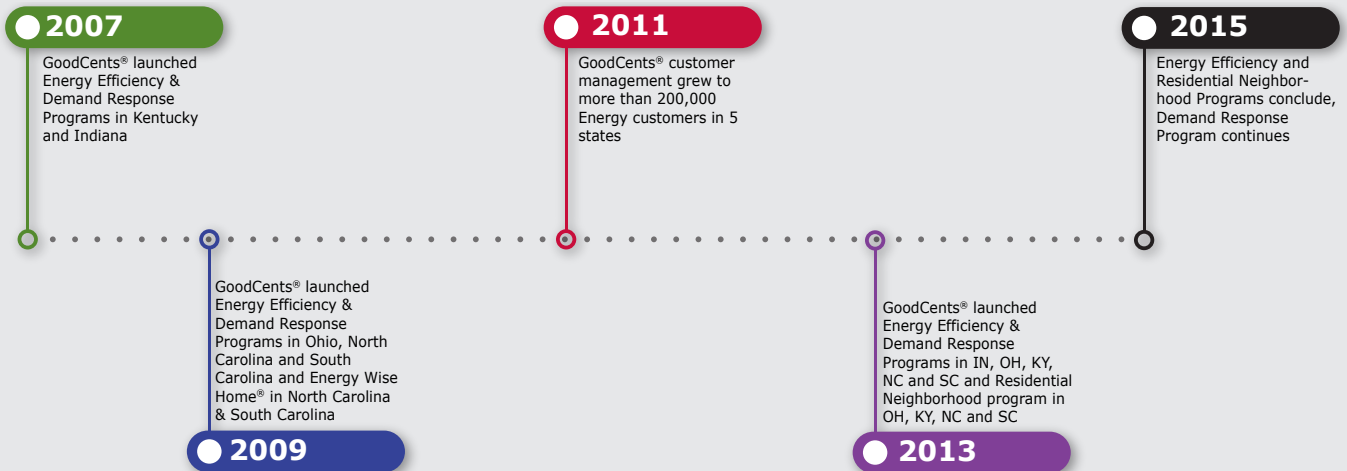 2007
GoodCents® launched
Energy Efficiency &
Demand Response
Programs in Kentucky
and Indiana
GoodCents® launched
Energy Efficiency &
Demand Response
Programs in Ohio, North
Carolina and South
Carolina and Energy Wise
Home® in North Carolina
& South Carolina
2009
2011
GoodCents® customer
management grew to
more than 200,000
Energy customers in 5
states
GoodCents® launched
Energy Efficiency &
Demand Response
Programs in IN, OH, KY,
NC and SC and Residential
Neighborhood program in
OH, KY, NC and SC
2013
2015
Energy Efficiency and
Residential Neighbor-
hood Programs conclude,
Demand Response
Program continues